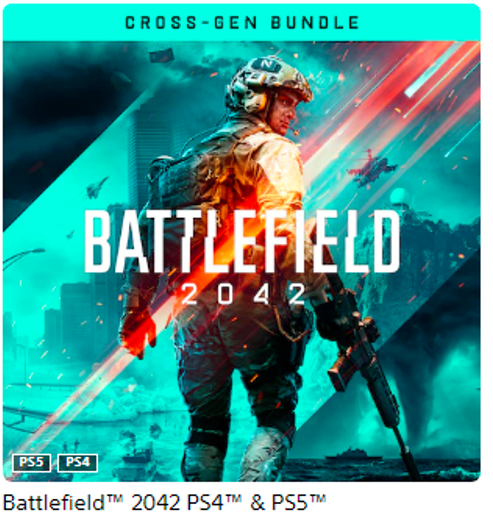 CROSS-GEN BUNDLE
N
BATTLEFIELD
2042
PS5 PS4
Battlefield™ 2042 PS4™ & PS5™